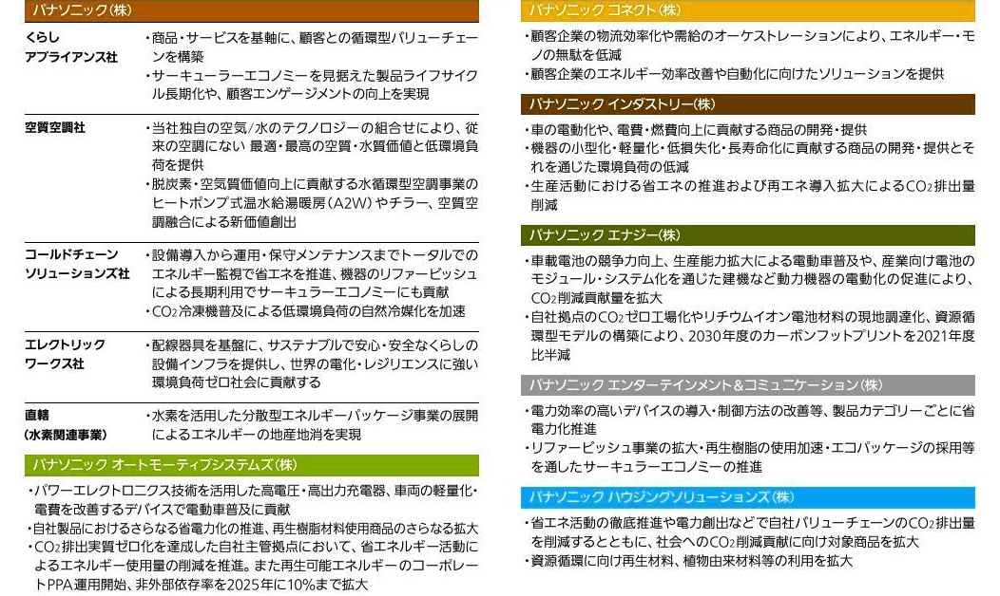 パナソニック(株)
くらし
アプライアンス社
・商品・サービスを基軸に、顧客との循環型バリューチェー
ンを構築
・サーキューラーエコノミーを見据えた製品ライフサイク
ル長期化や、顧客エンゲージメントの向上を実現
空質空調社
・当社独自の空気/水のテクノロジーの組合せにより、従
来の空調にない 最適・最高の空質・水質価値と低環境負
荷を提供
・脱炭素・空気質価値向上に貢献する水循環型空調事業の
ヒートポンプ式温水給湯暖房(A2W)やチラー、空質空
調融合による新価値創出
コールドチェーン
ソリューションズ社
・設備導入から運用・保守メンテナンスまでトータルでの
エネルギー監視で省エネを推進、機器のリファービッシュ
による長期利用でサーキュラーエコノミーにも貢献
・CO2冷凍機普及による低環境負荷の自然冷媒化を加速
エレクトリック
ワークス社
・配線器具を基盤に、サステナブルで安心・安全なくらしの
設備インフラを提供し、世界の電化・レジリエンスに強い
環境負荷ゼロ社会に貢献する
直轄
(水素関連事業)
・水素を活用した分散型エネルギーパッケージ事業の展開
によるエネルギーの地産地消を実現
パナソニック オートモーティブシステムズ(株)
・パワーエレクトロニクス技術を活用した高電圧・高出力充電器、車両の軽量化・
電費を改善するデバイスで電動車普及に貢献
・自社製品におけるさらなる省電力化の推進、再生樹脂材料使用商品のさらなる拡大
・CO2排出実質ゼロ化を達成した自社主管拠点において、省エネルギー活動に
よるエネルギー使用量の削減を推進。また再生可能エネルギーのコーポレー
トPPA運用開始、非外部依存率を2025年に10%まで拡大
パナソニック コネクト(株)
・顧客企業の物流効率化や需給のオーケストレーションにより、エネルギー・モ
ノの無駄を低減
・顧客企業のエネルギー効率改善や自動化に向けたソリューションを提供
パナソニック インダストリー(株)
・車の電動化や、電費・燃費向上に貢献する商品の開発・提供
・機器の小型化・軽量化・低損失化・長寿命化に貢献する商品の開発・提供とそ
れを通じた環境負荷の低減
・生産活動における省エネの推進および再エネ導入拡大によるCO2排出量
削減
パナソニック エナジー(株)
・車載電池の競争力向上、生産能力拡大による電動車普及や、産業向け電池の
モジュール・システム化を通じた建機など動力機器の電動化の促進により、
CO2削減貢献量を拡大
・自社拠点のCO2ゼロ工場化やリチウムイオン電池材料の現地調達化、資源循
環型モデルの構築により、2030年度のカーボンフットプリントを2021年度
比半減
パナソニック エンターテインメント&コミュニケーション(株)
・電力効率の高いデバイスの導入・制御方法の改善等、製品カテゴリーごとに省
電力化推進
・リファービッシュ事業の拡大・再生樹脂の使用加速・エコパッケージの採用等
を通したサーキュラーエコノミーの推進
パナソニック ハウジングソリューションズ(株)
・省エネ活動の徹底推進や電力創出などで自社バリューチェーンのCO2排出量
を削減するとともに、社会へのCO2削減貢献に向け対象商品を拡大
・資源循環に向け再生材料、植物由来材料等の利用を拡大